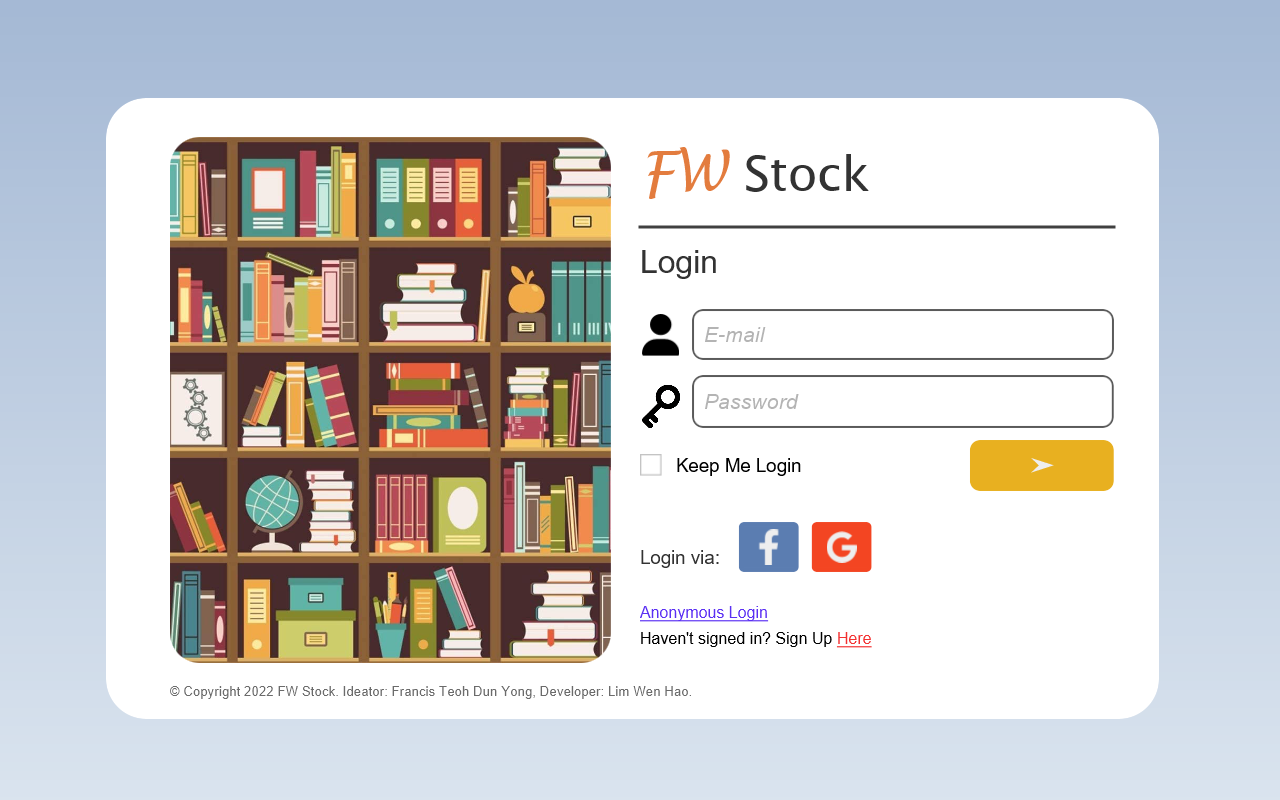 FW Stock
Login
E-mail
Password
Keep Me Login
Login via:
Anonymous Login
Haven't signed in? Sign Up Here
© Copyright 2022 FW Stock. Ideator: Francis Teoh Dun Yong, Developer: Lim Wen Hao.